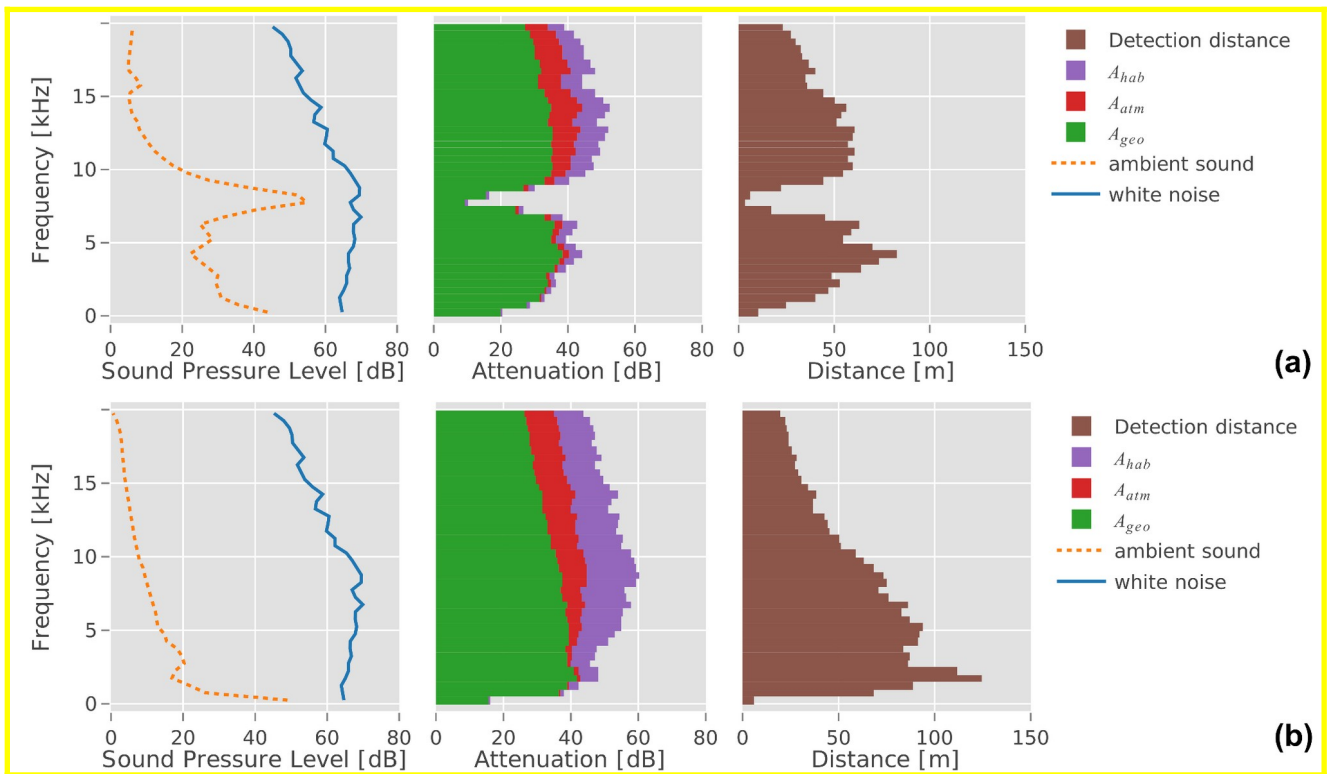 Frequency [kHz]
15
10
5
0
0 20 40 60 80
Sound Pressure Level [dB]
0 20 40 60 80
Attenuation [dB]
0 50 100 150
Distance [m]
Detection distance
A_hab
A_atm
A_geo
ambient sound
white noise
(a)
Frequency [kHz]
15
10
5
0
0 20 40 60 80
Sound Pressure Level [dB]
0 20 40 60 80
Attenuation [dB]
0 50 100 150
Distance [m]
Detection distance
A_hab
A_atm
A_geo
ambient sound
white noise
(b)